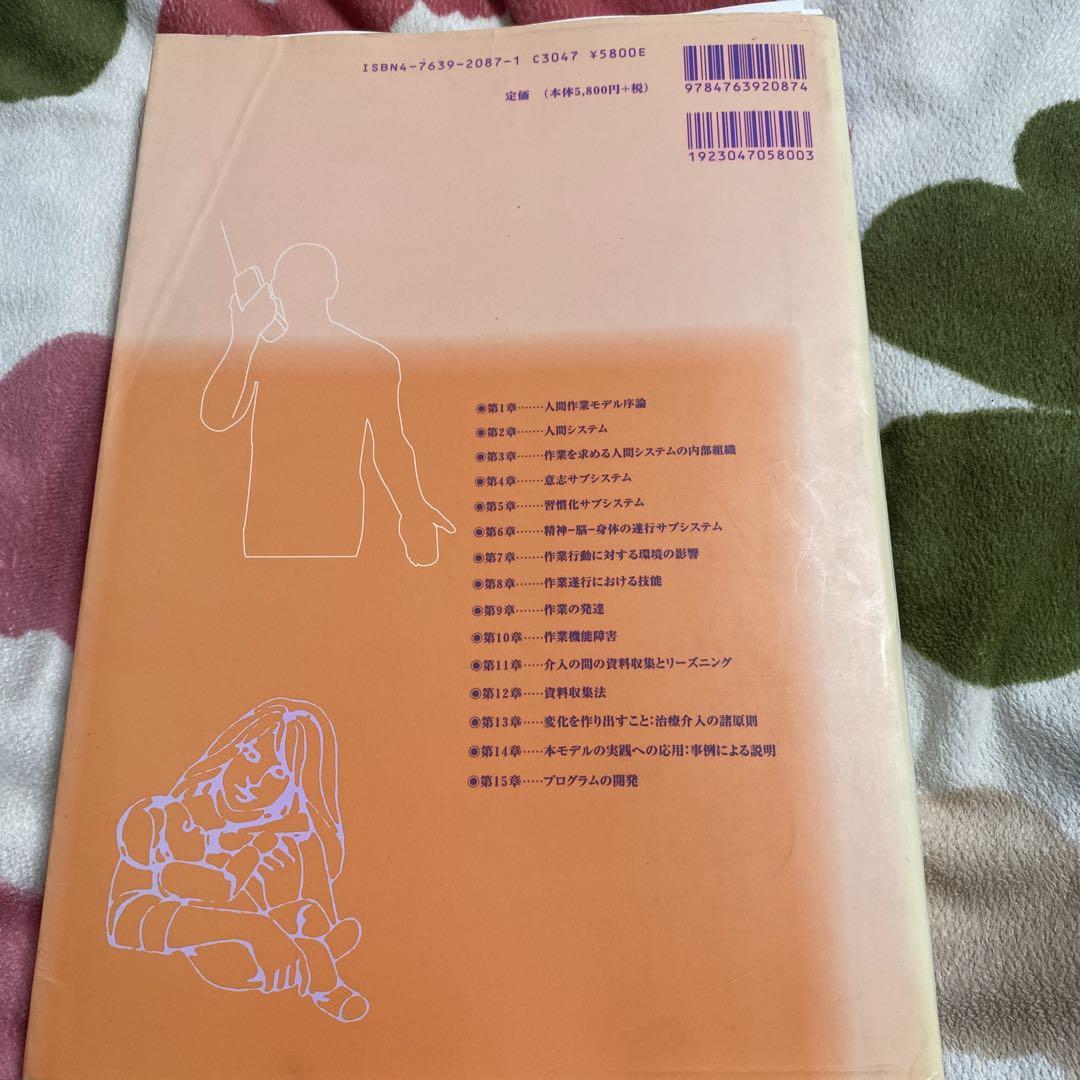 ISBN4-7639-2087-1 C3047 ¥5800E
定価 (本体5,800円+税)
9784763920874
1923047058003
◉第1章……人間作業モデル序論
◉第2章……人間システム
◉第3章……作業を求める人間システムの内部組織
◉第4章……意志サブシステム
◉第5章……習慣化サブシステム
◉第6章……精神−脳−身体の遂行サブシステム
◉第7章……作業行動に対する環境の影響
◉第8章……作業遂行における技能
◉第9章……作業の発達
◉第10章……作業機能障害
◉第11章……介入の間の資料収集とリーズニング
◉第12章……資料収集法
◉第13章……変化を作り出すこと:治療介入の諸原則
◉第14章……本モデルの実践への応用:事例による説明
◉第15章……プログラムの開発